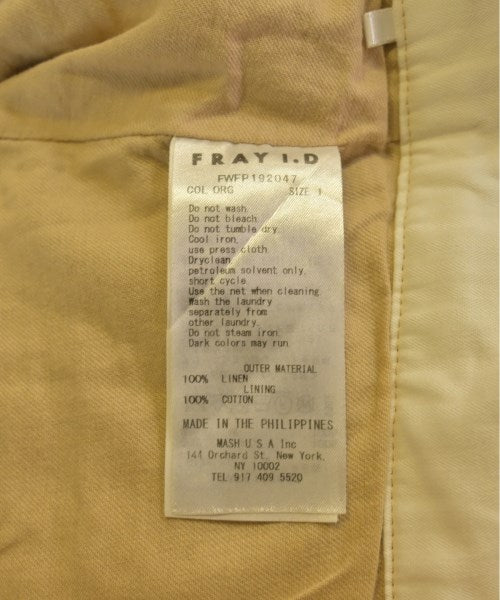 FRAY I.D
FWFP192047
COL ORG SIZE 1
Do not wash.
Do not bleach.
Do not tumble dry.
Cool iron.
use press cloth.
Dryclean
petroleum solvent only.
short cycle.
Use the net when cleaning.
Wash the laundry
separately from
other laundry.
Do not steam iron.
Dark colors may run.
OUTER MATERIAL
100% LINEN
LINING
100% COTTON
MADE IN THE PHILIPPINES
MASH U S A Inc
144 Orchard St. New York.
NY 10002
TEL 917 409 5520